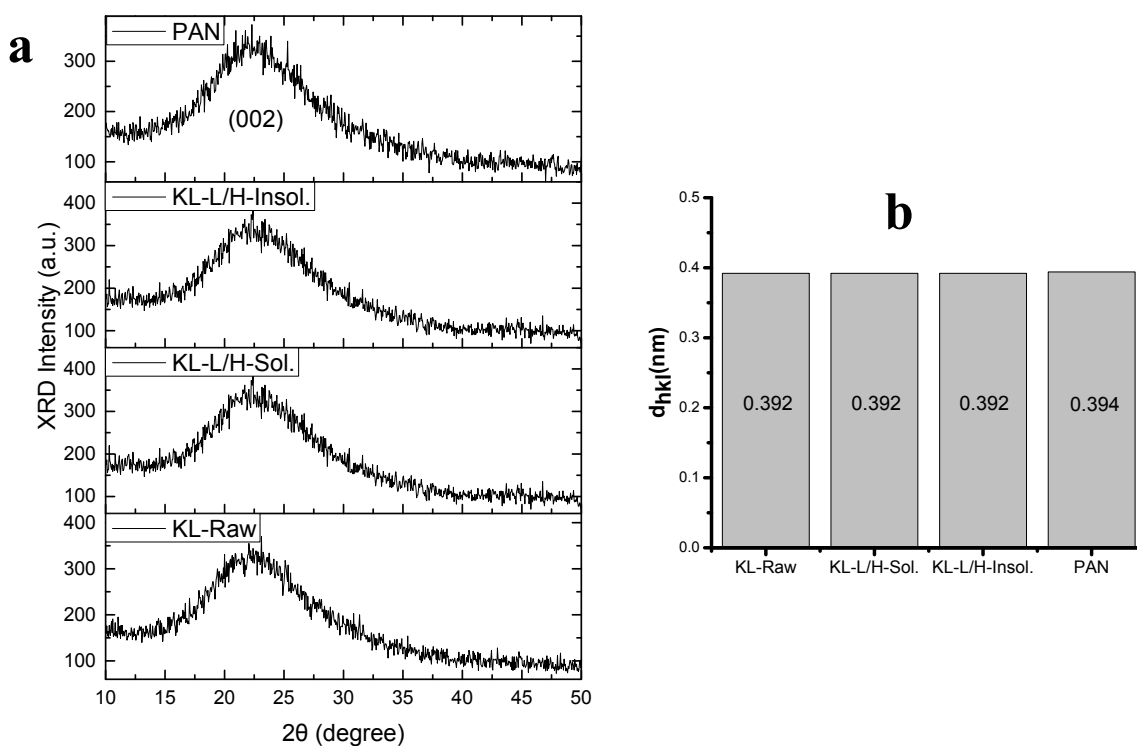 a
PAN
(002)
300
200
100
KL-L/H-Insol.
400
300
200
100
KL-L/H-Sol.
400
300
200
100
KL-Raw
300
200
100
10 15 20 25 30 35 40 45 50
XRD Intensity (a.u.)
2θ (degree)
b
0.5
0.4
0.3
0.2
0.1
0.0
dhkl(nm)
0.392 0.392 0.392 0.394
KL-Raw KL-L/H-Sol. KL-L/H-Insol. PAN